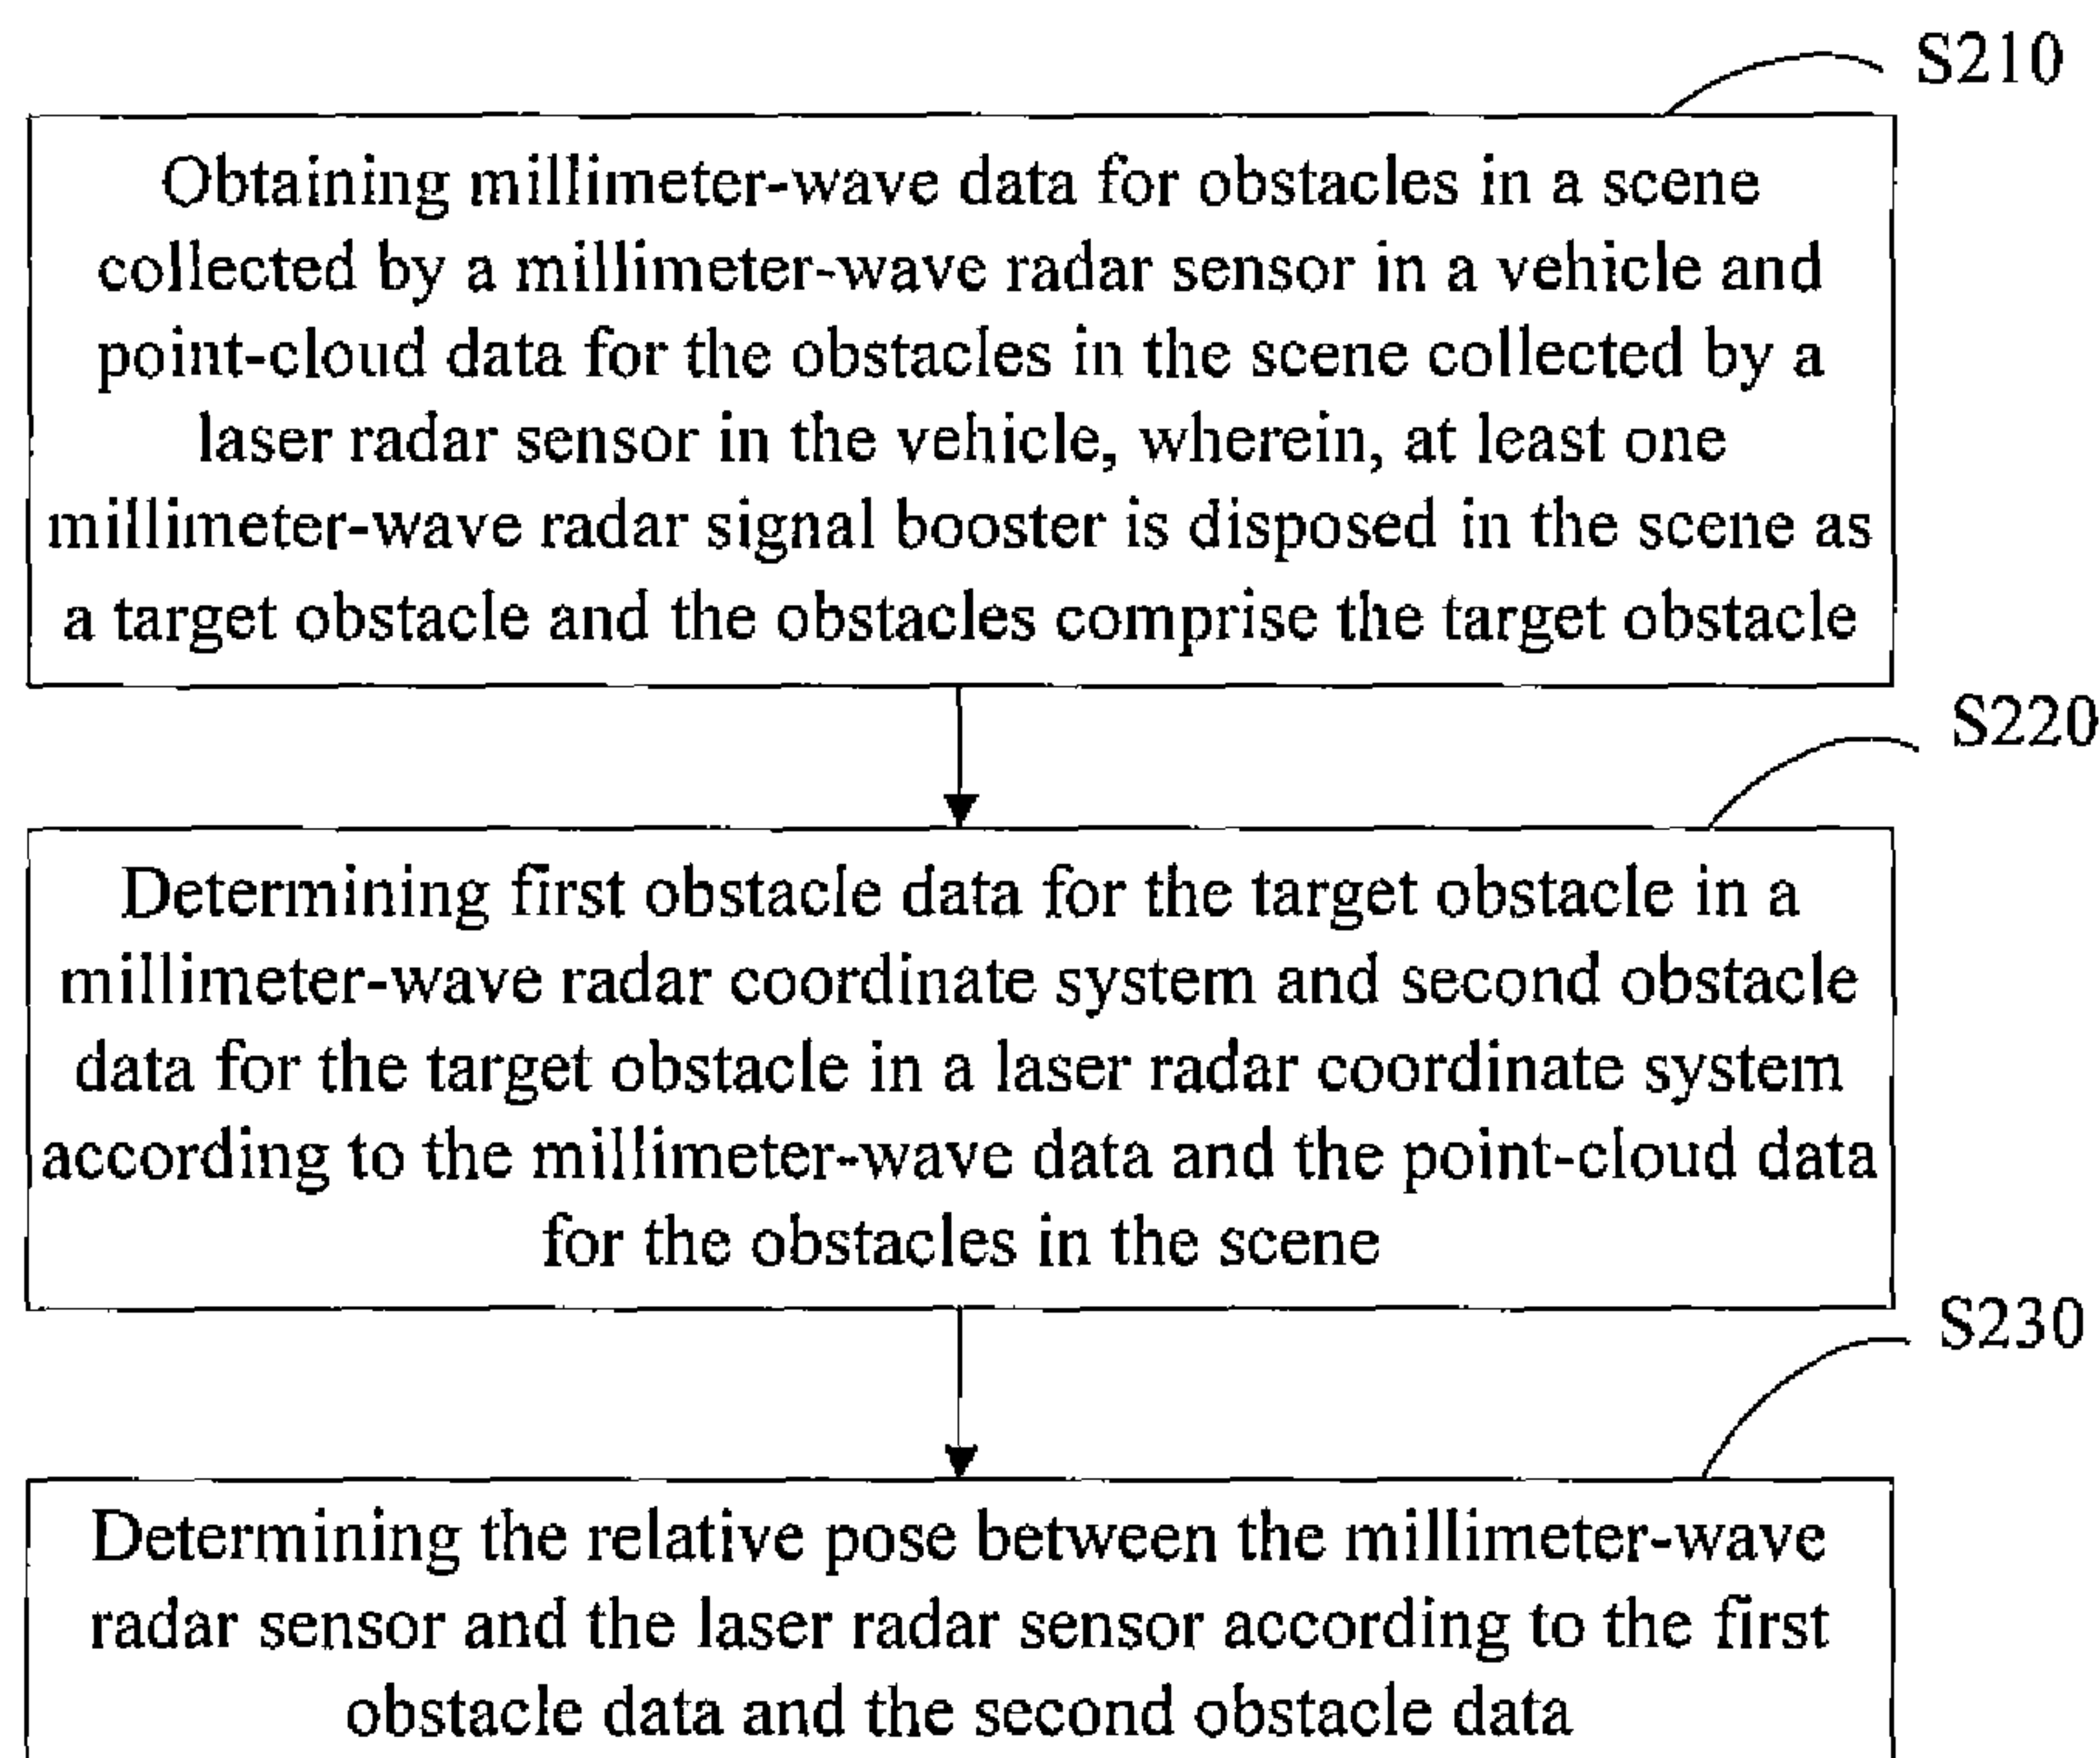 S210
Obtaining millimeter-wave data for obstacles in a scene
collected by a millimeter-wave radar sensor in a vehicle and
point-cloud data for the obstacles in the scene collected by a
laser radar sensor in the vehicle, wherein, at least one
millimeter-wave radar signal booster is disposed in the scene as
a target obstacle and the obstacles comprise the target obstacle
S220
Determining first obstacle data for the target obstacle in a
millimeter-wave radar coordinate system and second obstacle
data for the target obstacle in a laser radar coordinate system
according to the millimeter-wave data and the point-cloud data
for the obstacles in the scene
S230
Determining the relative pose between the millimeter-wave
radar sensor and the laser radar sensor according to the first
obstacle data and the second obstacle data